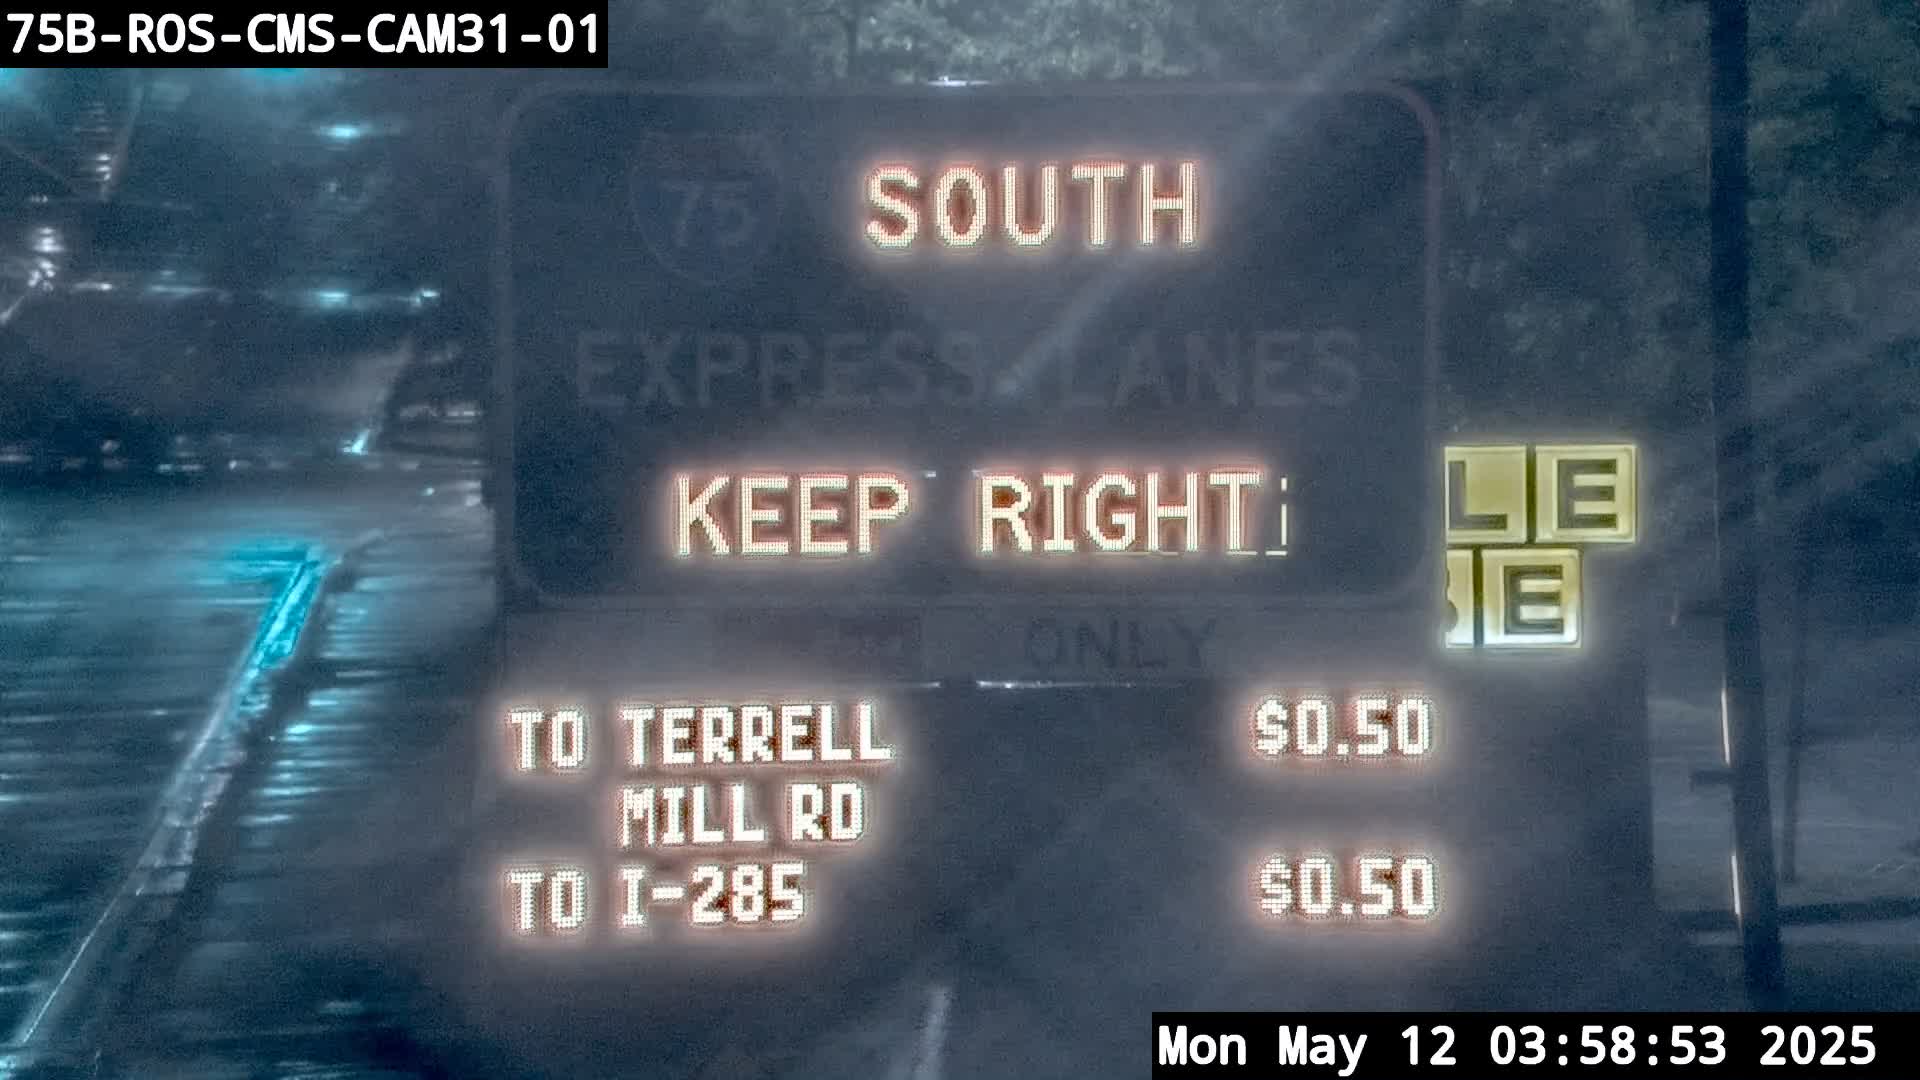 75B-ROS-CMS-CAM31-01
75 SOUTH
EXPRESS LANES
KEEP RIGHT
LE
E
ONLY
TO TERRELL $0.50
MILL RD
TO I-285 $0.50
Mon May 12 03:58:53 2025